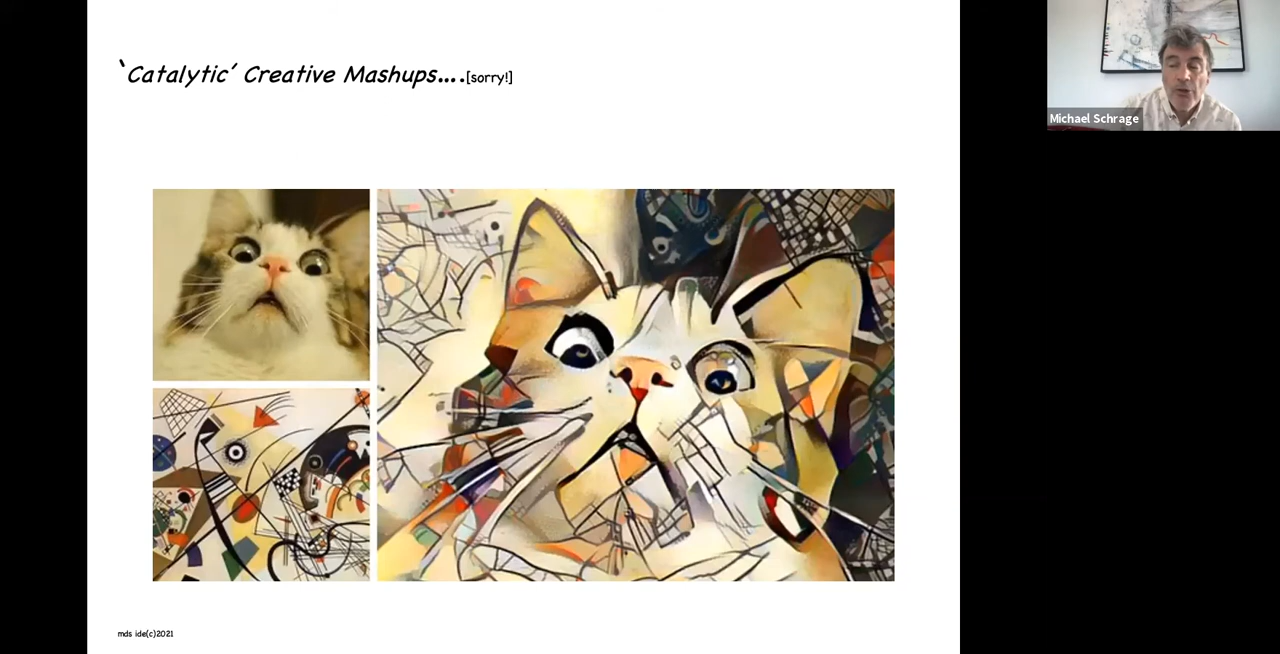 ‘Catalytic’ Creative Mashups….[sorry!]
Michael Schrage
mds ide(c)2021